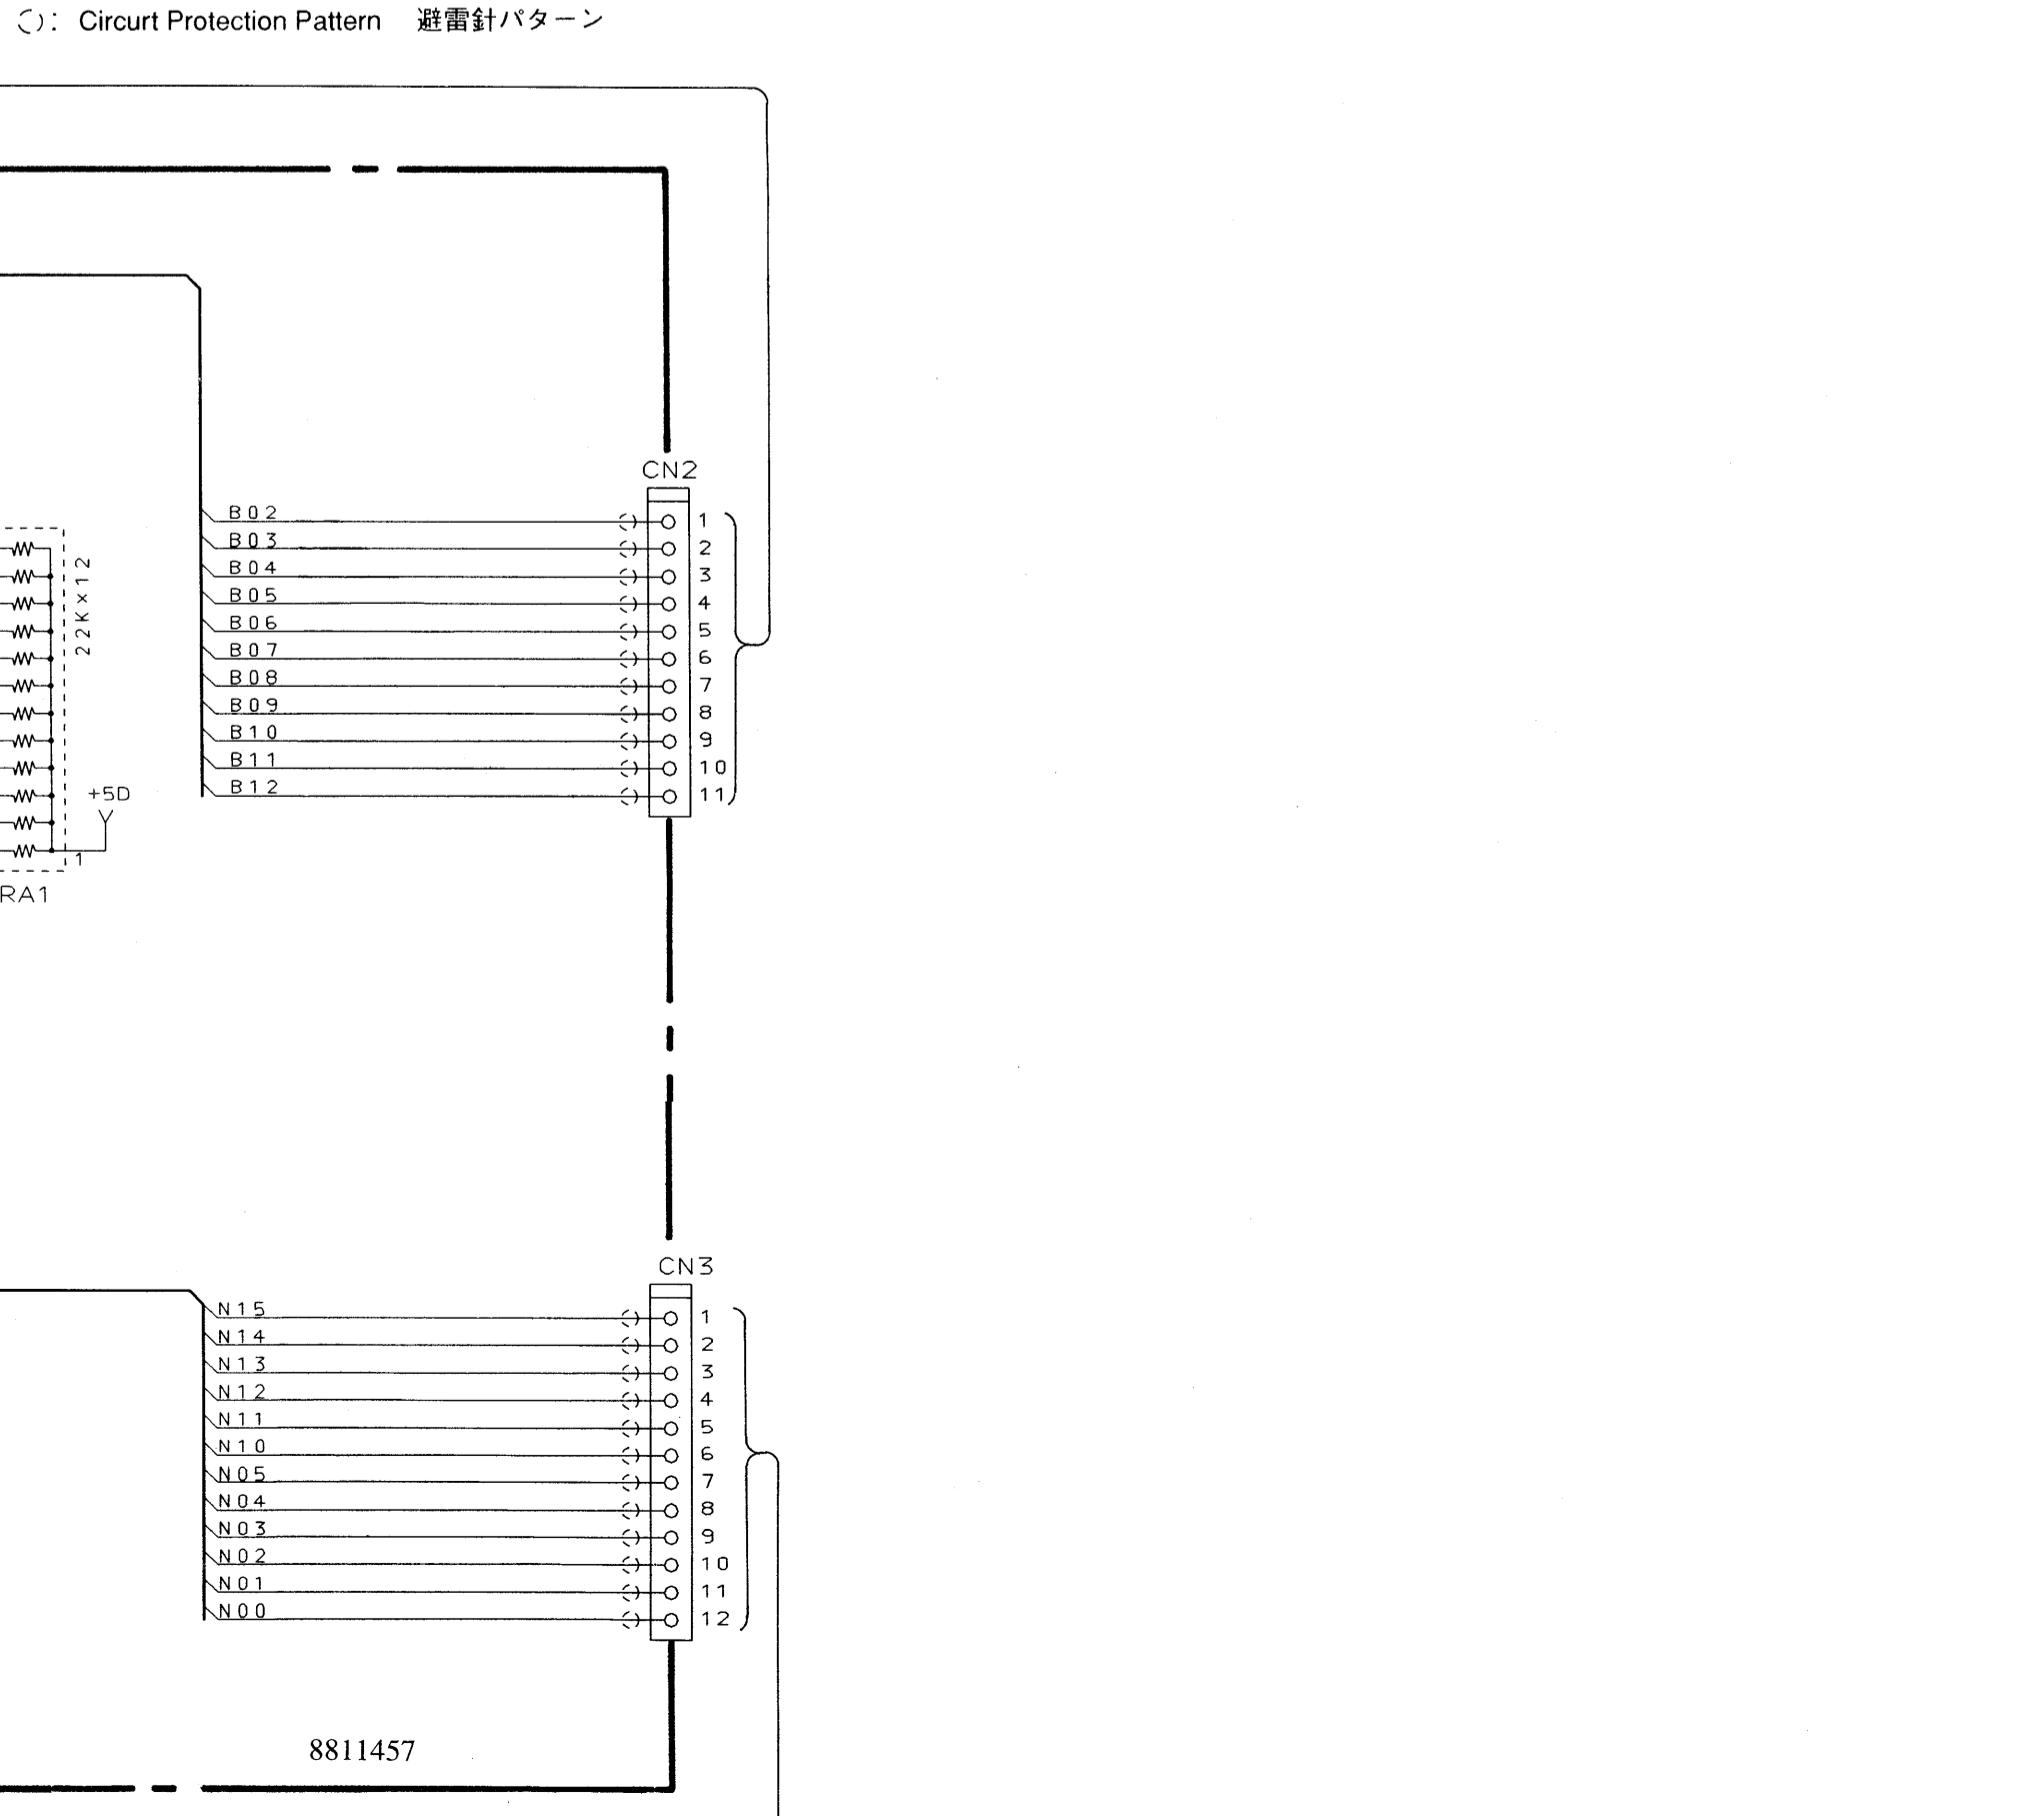 : Circurt Protection Pattern 避雷針パターン
CN2
B02 1
B03 2
B04 3
B05 4
B06 5
B07 6
B08 7
B09 8
B10 9
B11 10
B12 11
22K×12
+5D
1
RA1
CN3
N15 1
N14 2
N13 3
N12 4
N11 5
N10 6
N05 7
N04 8
N03 9
N02 10
N01 11
N00 12
8811457